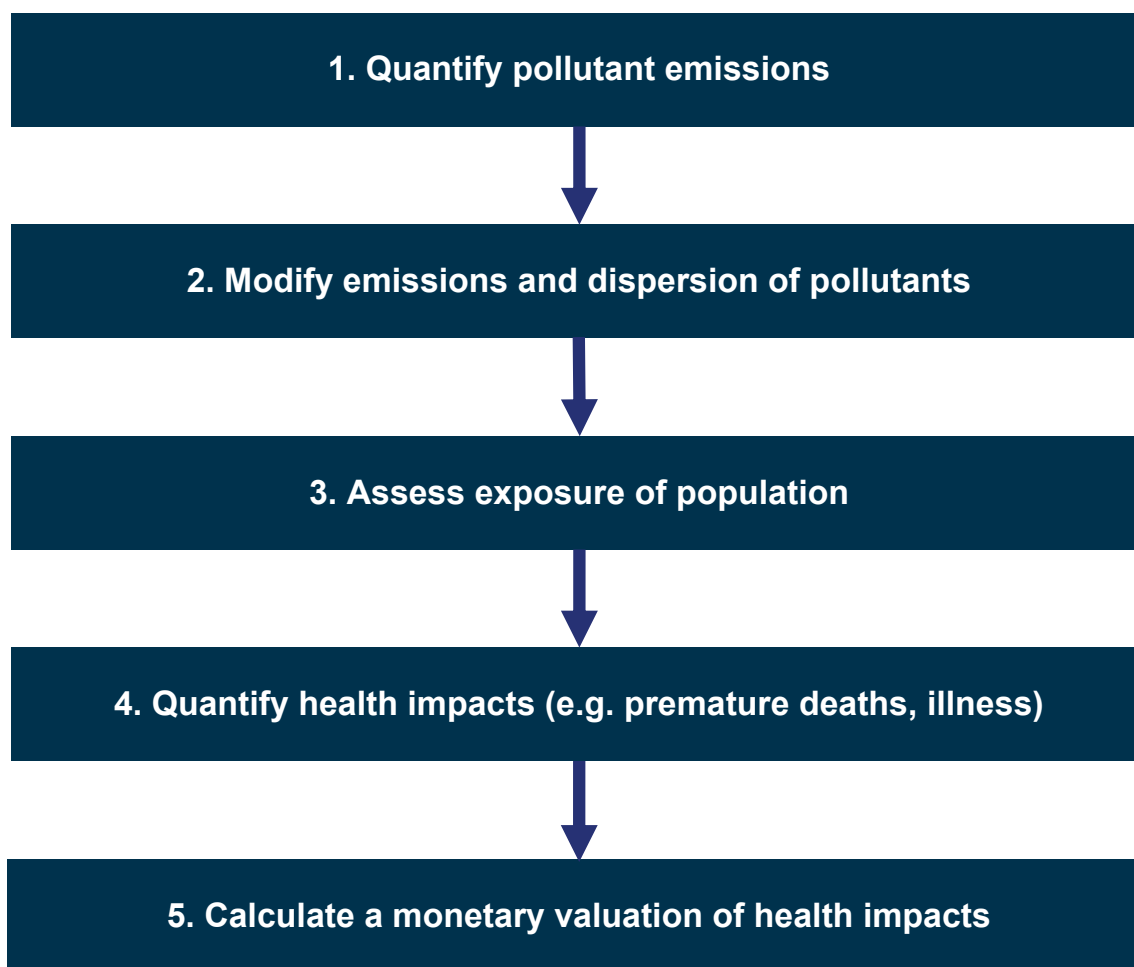 1. Quantify pollutant emissions
2. Modify emissions and dispersion of pollutants
3. Assess exposure of population
4. Quantify health impacts (e.g. premature deaths, illness)
5. Calculate a monetary valuation of health impacts